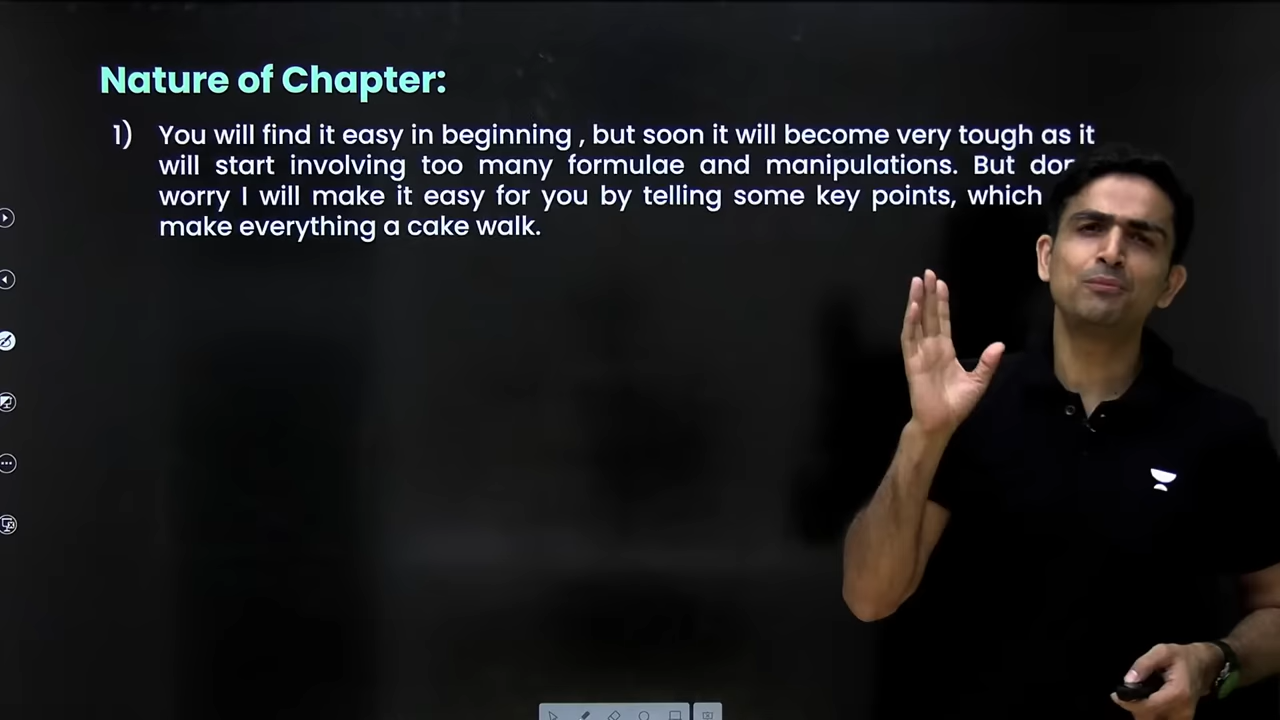 Nature of Chapter:
1) You will find it easy in beginning , but soon it will become very tough as it
will start involving too many formulae and manipulations. But
worry I will make it easy for you by telling some key points, which
make everything a cake walk.